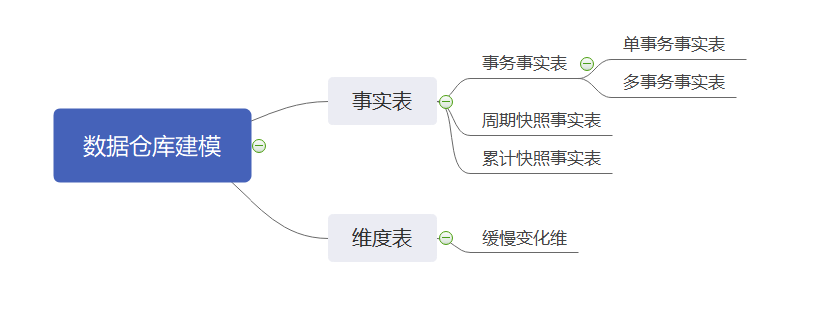 数据仓库建模
事实表
事务事实表
单事务事实表
多事务事实表
周期快照事实表
累计快照事实表
维度表
缓慢变化维